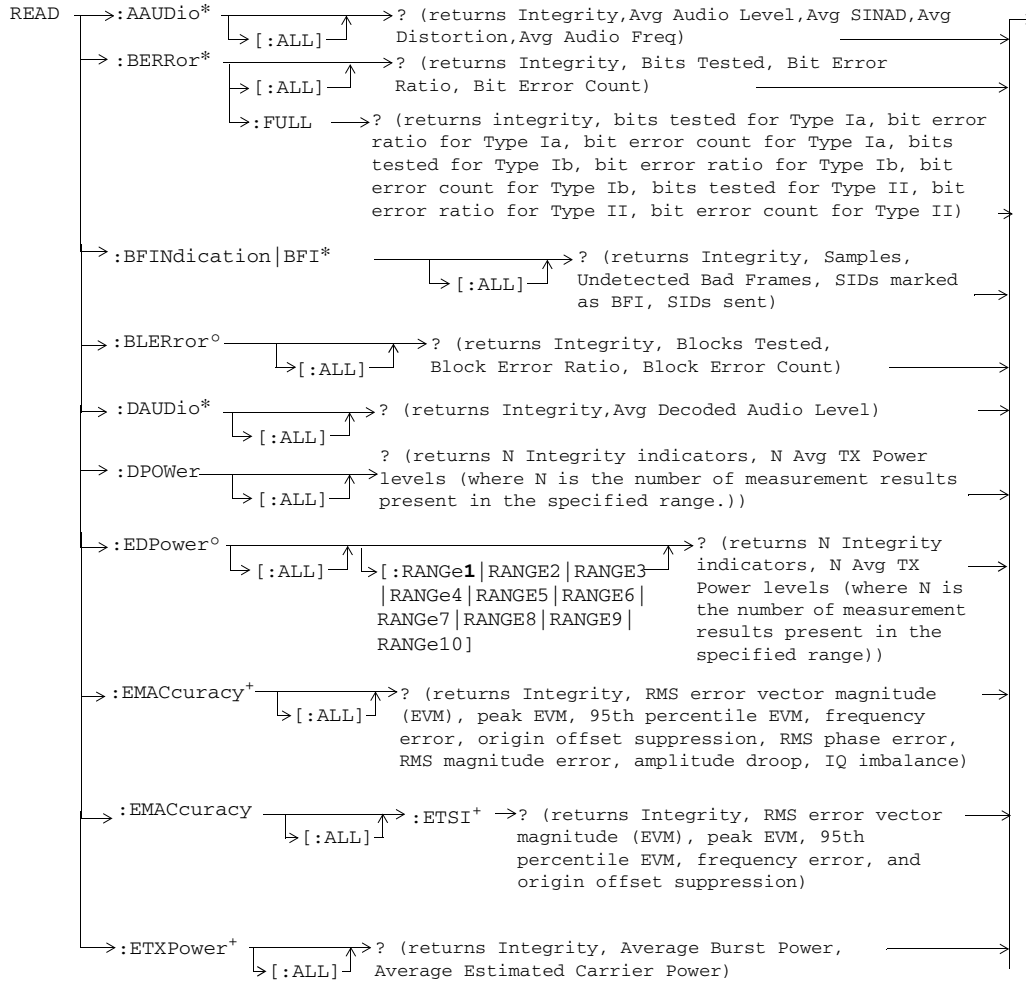 READ :AAUDio* ? (returns Integrity,Avg Audio Level,Avg SINAD,Avg
[:ALL] Distortion,Avg Audio Freq)
:BERRor* ? (returns Integrity, Bits Tested, Bit Error
[:ALL] Ratio, Bit Error Count)
:FULL ? (returns integrity, bits tested for Type Ia, bit error
ratio for Type Ia, bit error count for Type Ia, bits
tested for Type Ib, bit error ratio for Type Ib, bit
error count for Type Ib, bits tested for Type II, bit
error ratio for Type II, bit error count for Type II)
:BFINdication|BFI* ? (returns Integrity, Samples,
[:ALL] Undetected Bad Frames, SIDs marked
as BFI, SIDs sent)
:BLERror° ? (returns Integrity, Blocks Tested,
[:ALL] Block Error Ratio, Block Error Count)
:DAUDio* ? (returns Integrity,Avg Decoded Audio Level)
[:ALL]
? (returns N Integrity indicators, N Avg TX Power
:DPOWer levels (where N is the number of measurement results
[:ALL] present in the specified range.))
:EDPower° ? (returns N Integrity
[:ALL] [:RANGe1|RANGE2|RANGE3 indicators, N Avg TX
|RANGe4|RANGE5|RANGE6| Power levels (where N is
RANGe7|RANGE8|RANGE9| the number of measurement
RANGe10] results present in the
specified range))
:EMACcuracy+ ? (returns Integrity, RMS error vector magnitude
[:ALL] (EVM), peak EVM, 95th percentile EVM, frequency
error, origin offset suppression, RMS phase error,
RMS magnitude error, amplitude droop, IQ imbalance)
:EMACcuracy :ETSI+ ? (returns Integrity, RMS error vector
[:ALL] magnitude (EVM), peak EVM, 95th
percentile EVM, frequency error, and
origin offset suppression)
:ETXPower+ ? (returns Integrity, Average Burst Power,
[:ALL] Average Estimated Carrier Power)